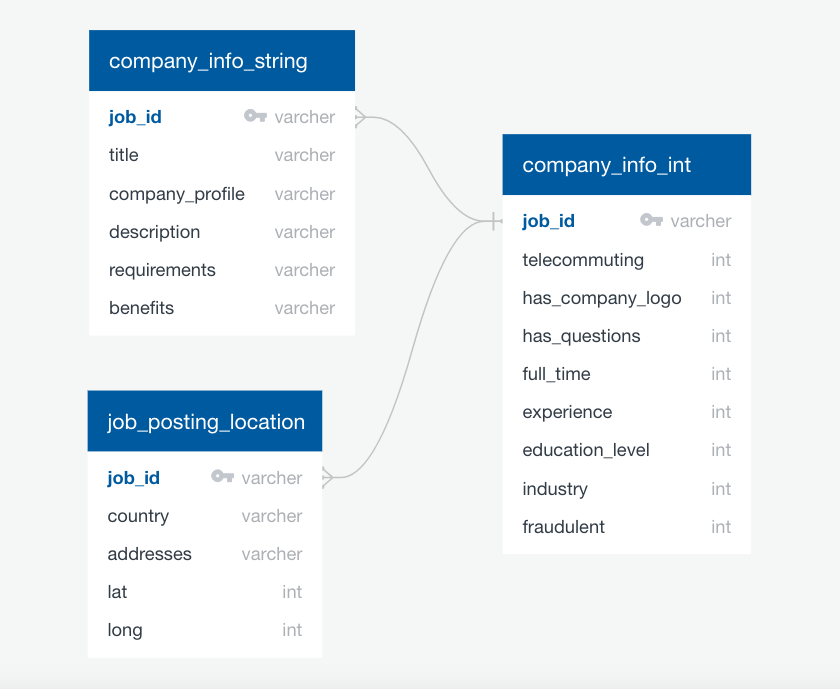 company_info_string
job_id varcher
title varcher
company_profile varcher
description varcher
requirements varcher
benefits varcher
company_info_int
job_id varcher
telecommuting int
has_company_logo int
has_questions int
full_time int
experience int
education_level int
industry int
fraudulent int
job_posting_location
job_id varcher
country varcher
addresses varcher
lat int
long int